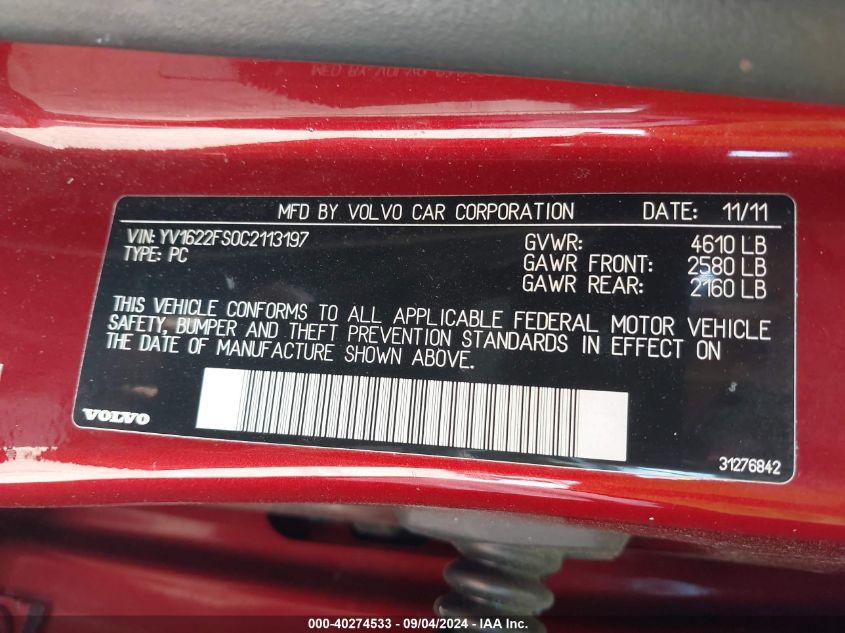 MFD BY VOLVO CAR CORPORATION DATE: 11/11
VIN: YV1622FS0C2113197
TYPE: PC
GVWR: 4610 LB
GAWR FRONT: 2580 LB
GAWR REAR: 2160 LB
THIS VEHICLE CONFORMS TO ALL APPLICABLE FEDERAL MOTOR VEHICLE
SAFETY, BUMPER AND THEFT PREVENTION STANDARDS IN EFFECT ON
THE DATE OF MANUFACTURE SHOWN ABOVE.
VOLVO
31276842
000-40274533 - 09/04/2024 - IAA Inc.